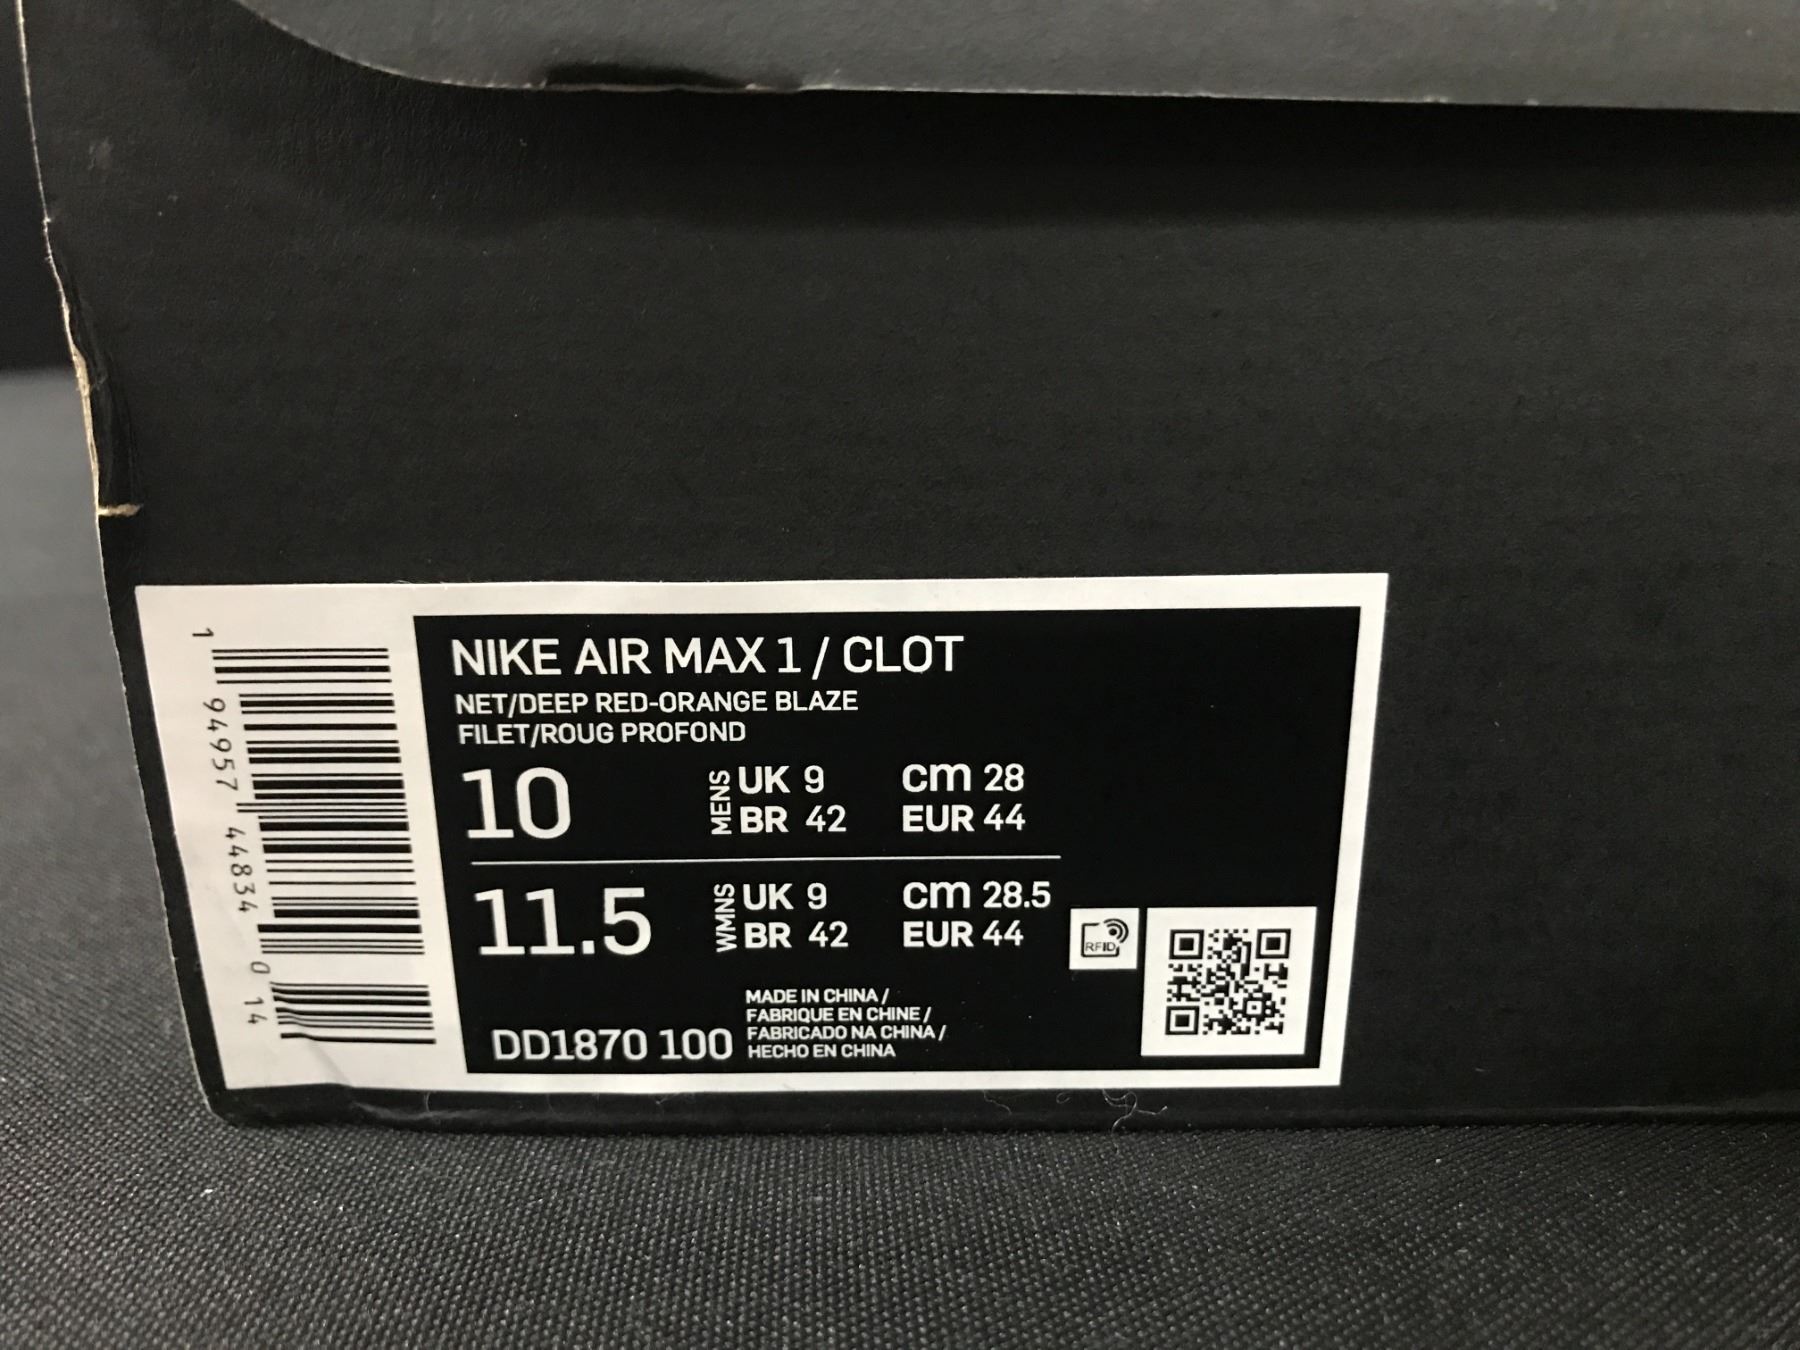 1 94957 44834 0 14
NIKE AIR MAX 1 / CLOT
NET/DEEP RED-ORANGE BLAZE
FILET/ROUG PROFOND
10 MENS UK 9 cm 28
BR 42 EUR 44
11.5 WMNS UK 9 cm 28.5
BR 42 EUR 44
RFID
DD1870 100
MADE IN CHINA /
FABRIQUE EN CHINE /
FABRICADO NA CHINA /
HECHO EN CHINA